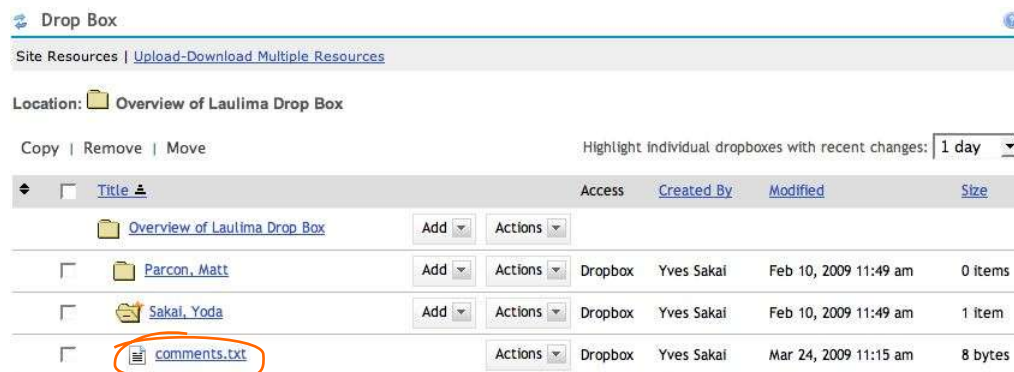 Drop Box
Site Resources | Upload-Download Multiple Resources
Location: Overview of Laulima Drop Box
Copy | Remove | Move Highlight individual dropboxes with recent changes: 1 day
Title Access Created By Modified Size
Overview of Laulima Drop Box Add Actions
Parcon, Matt Add Actions Dropbox Yves Sakai Feb 10, 2009 11:49 am 0 items
Sakai, Yoda Add Actions Dropbox Yves Sakai Feb 10, 2009 11:49 am 1 item
comments.txt Actions Dropbox Yves Sakai Mar 24, 2009 11:15 am 8 bytes